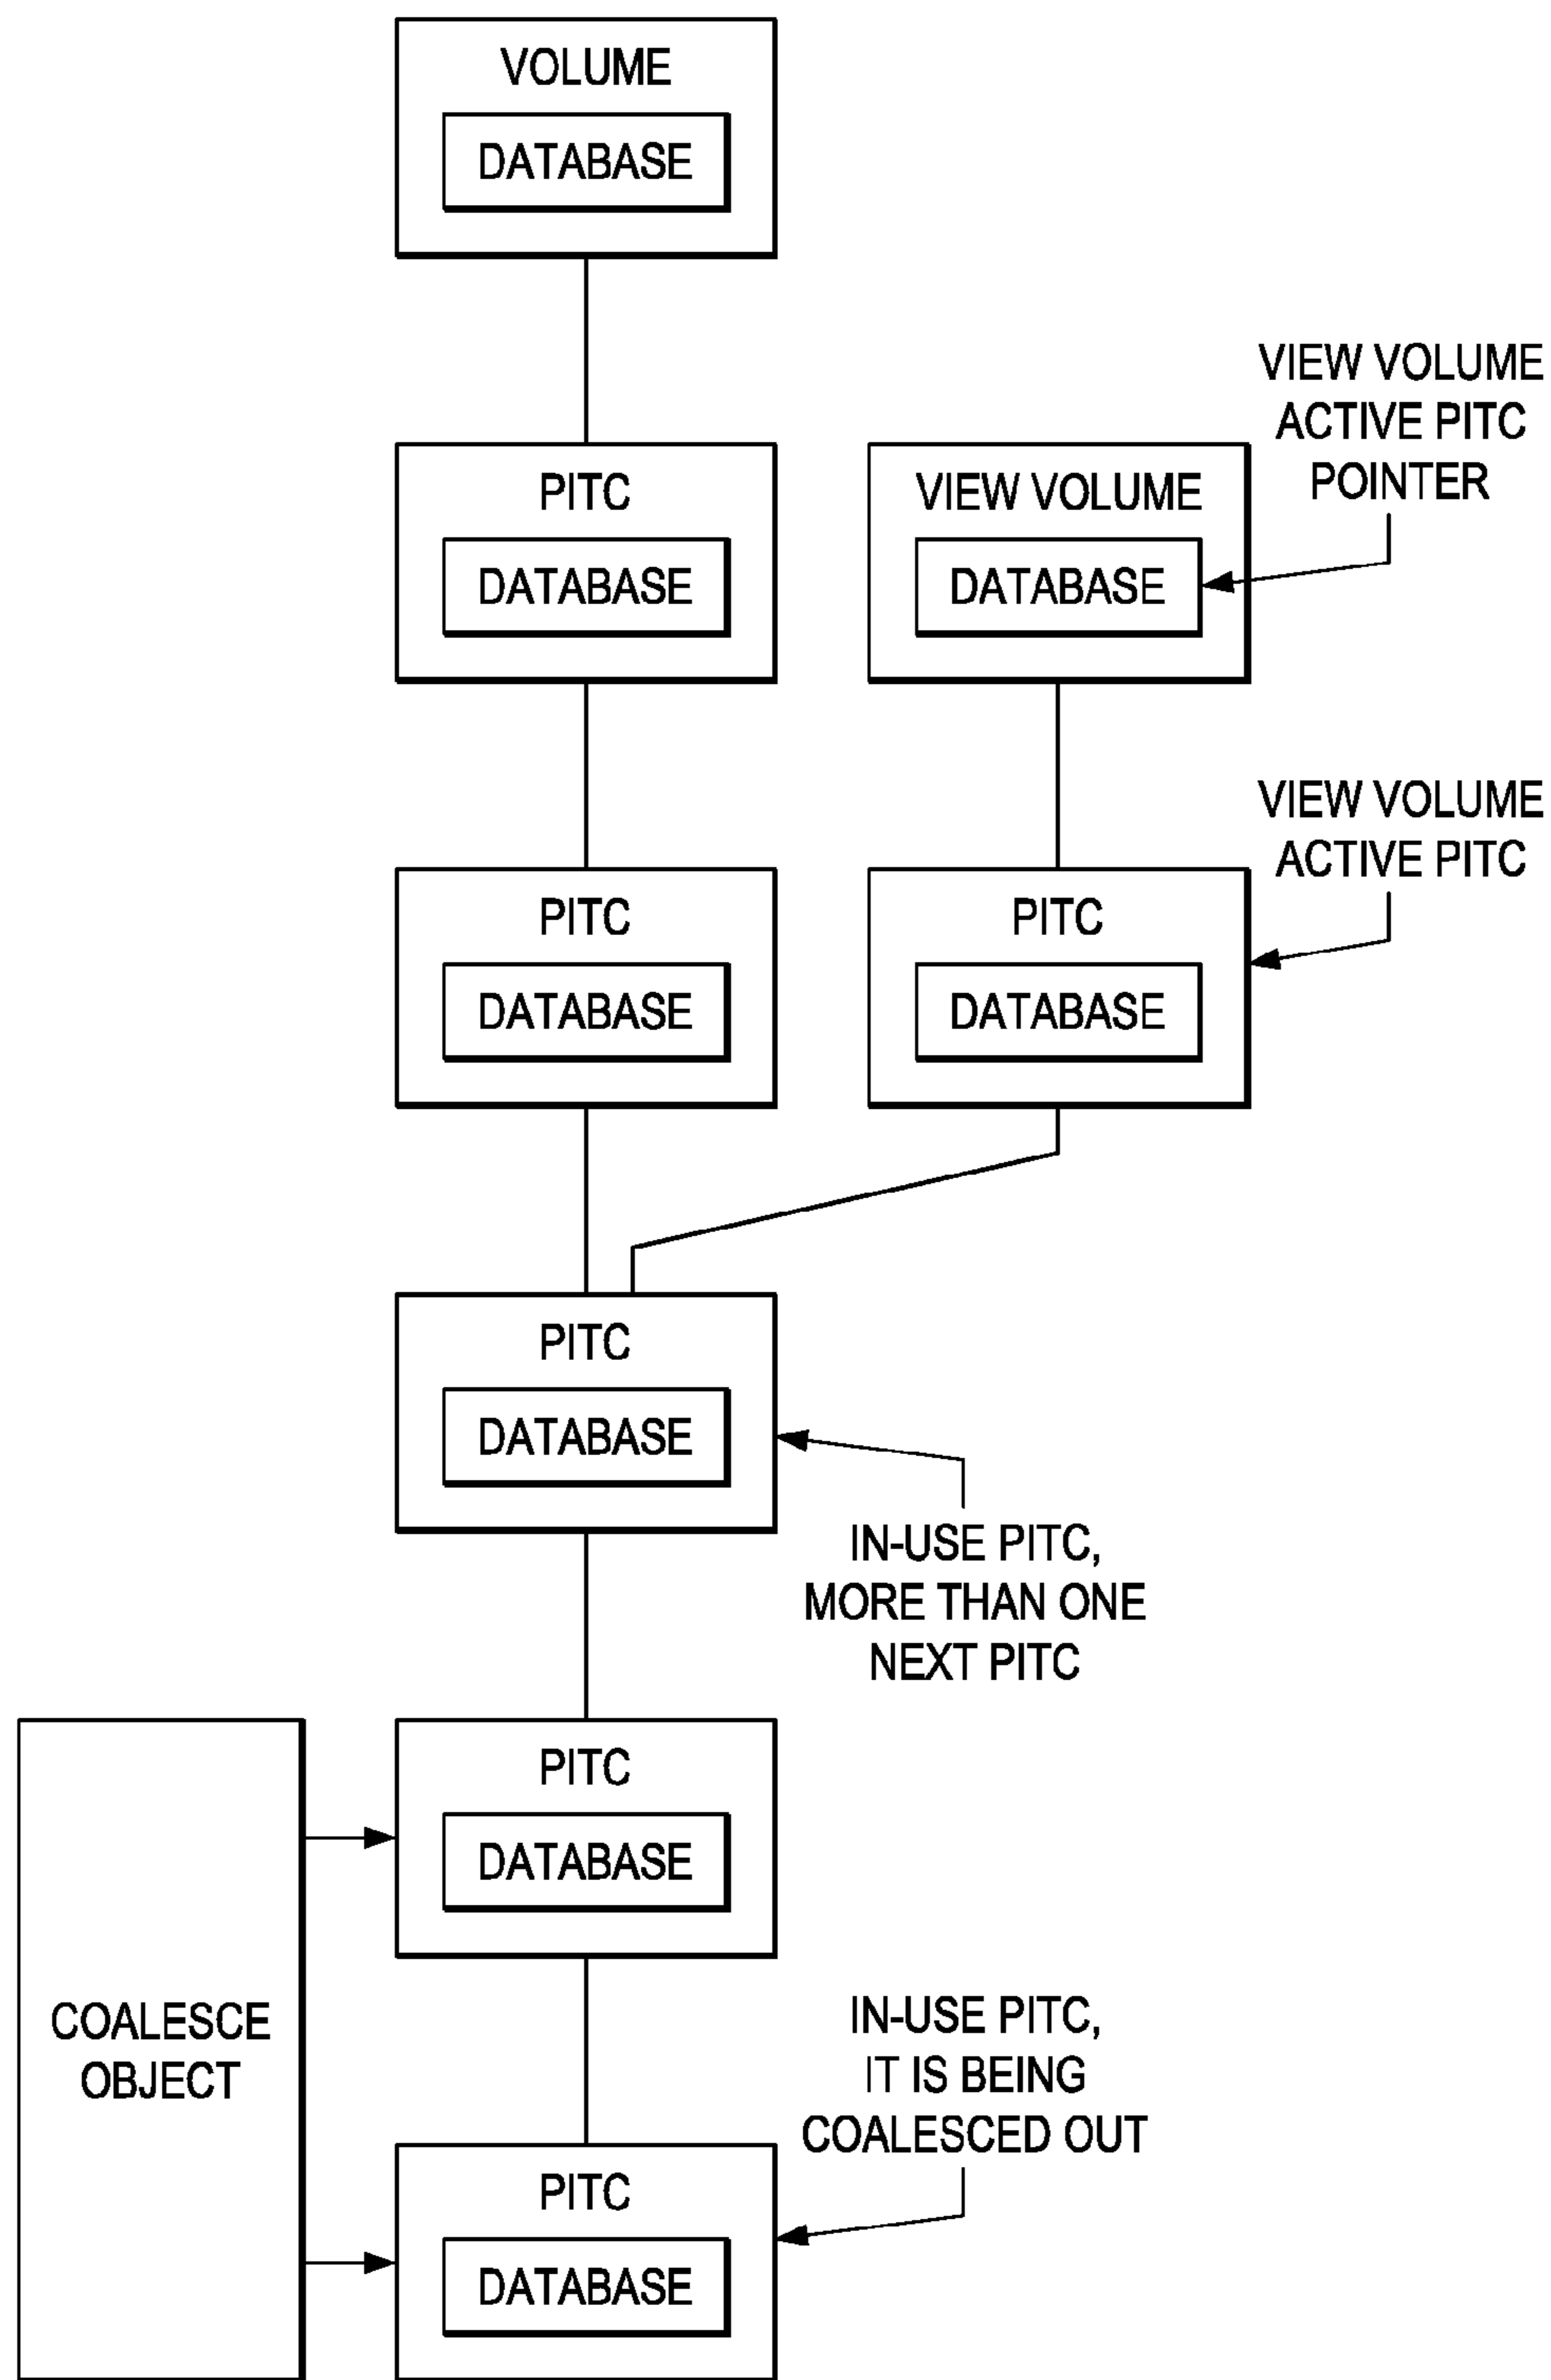 VOLUME
DATABASE
VIEW VOLUME
ACTIVE PITC
POINTER
PITC
DATABASE
VIEW VOLUME
DATABASE
VIEW VOLUME
ACTIVE PITC
PITC
DATABASE
PITC
DATABASE
PITC
DATABASE
IN-USE PITC,
MORE THAN ONE
NEXT PITC
PITC
DATABASE
COALESCE
OBJECT
IN-USE PITC,
IT IS BEING
COALESCED OUT
PITC
DATABASE